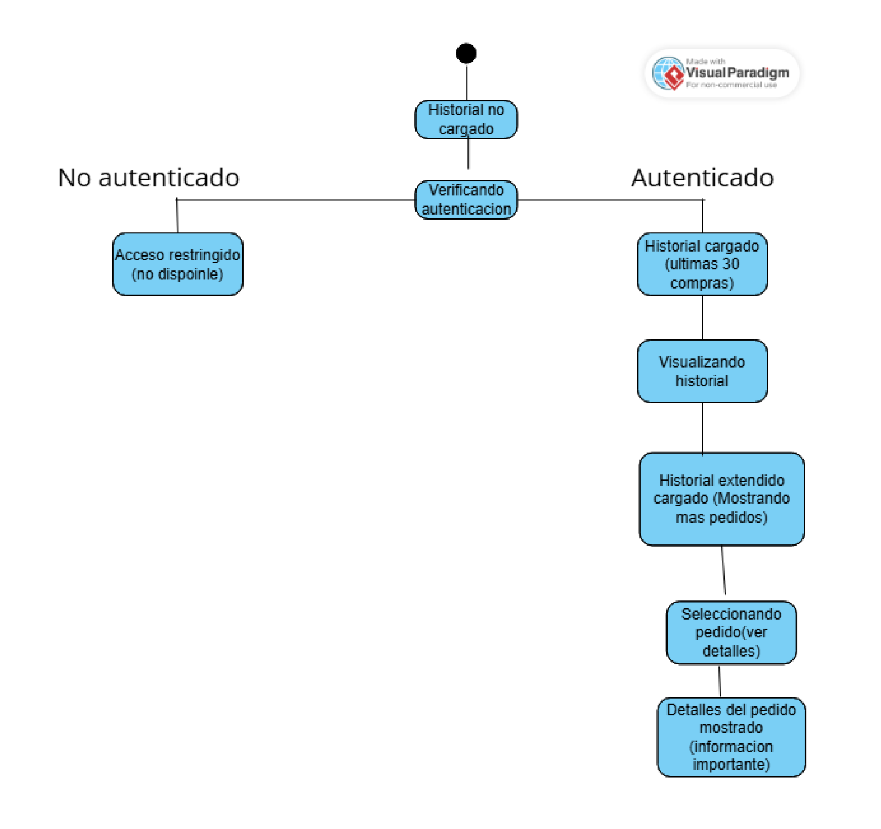 Made with
VisualParadigm
For non-commercial use
Historial no
cargado
No autenticado
Verificando
autenticacion
Autenticado
Acceso restringido
(no dispoinle)
Historial cargado
(ultimas 30
compras)
Visualizando
historial
Historial extendido
cargado (Mostrando
mas pedidos)
Seleccionando
pedido(ver
detalles)
Detalles del pedido
mostrado
(informacion
importante)